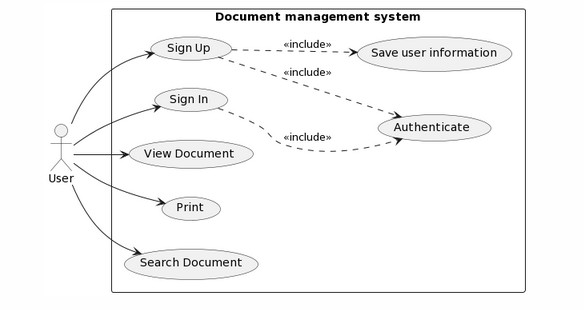 Document management system
Sign Up
«include»
Save user information
«include»
Sign In
Authenticate
«include»
View Document
User
Print
Search Document